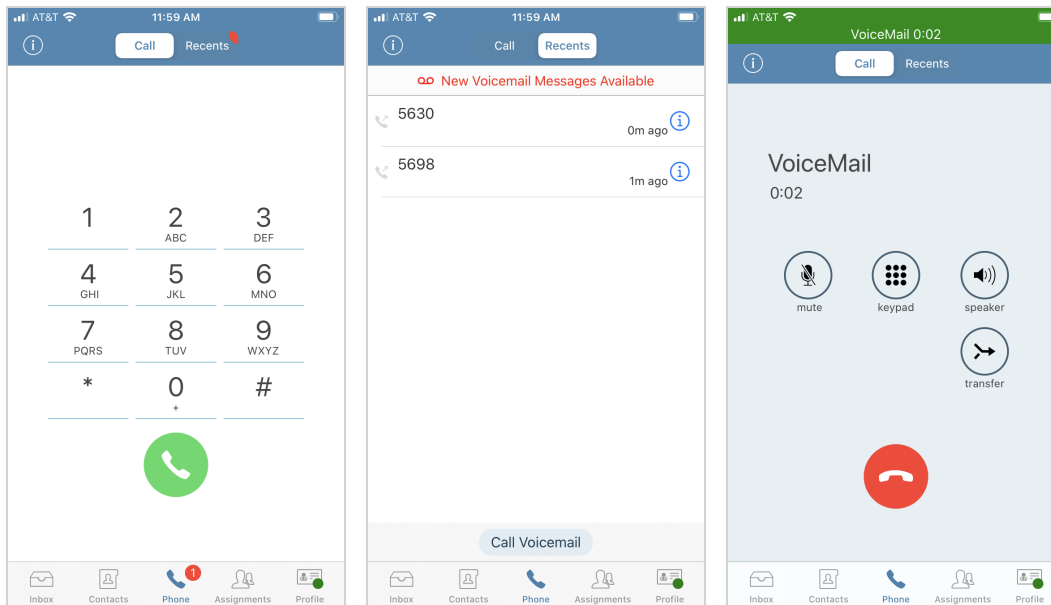 AT&T 11:59 AM
i Call Recents
1 2 3
ABC DEF
4 5 6
GHI JKL MNO
7 8 9
PQRS TUV WXYZ
* 0 #
+
1
Inbox Contacts Phone Assignments Profile
AT&T 11:59 AM
i Call Recents
New Voicemail Messages Available
5630
0m ago i
5698
1m ago i
Call Voicemail
Inbox Contacts Phone Assignments Profile
AT&T
VoiceMail 0:02
i Call Recents
VoiceMail
0:02
mute keypad speaker
transfer
Inbox Contacts Phone Assignments Profile